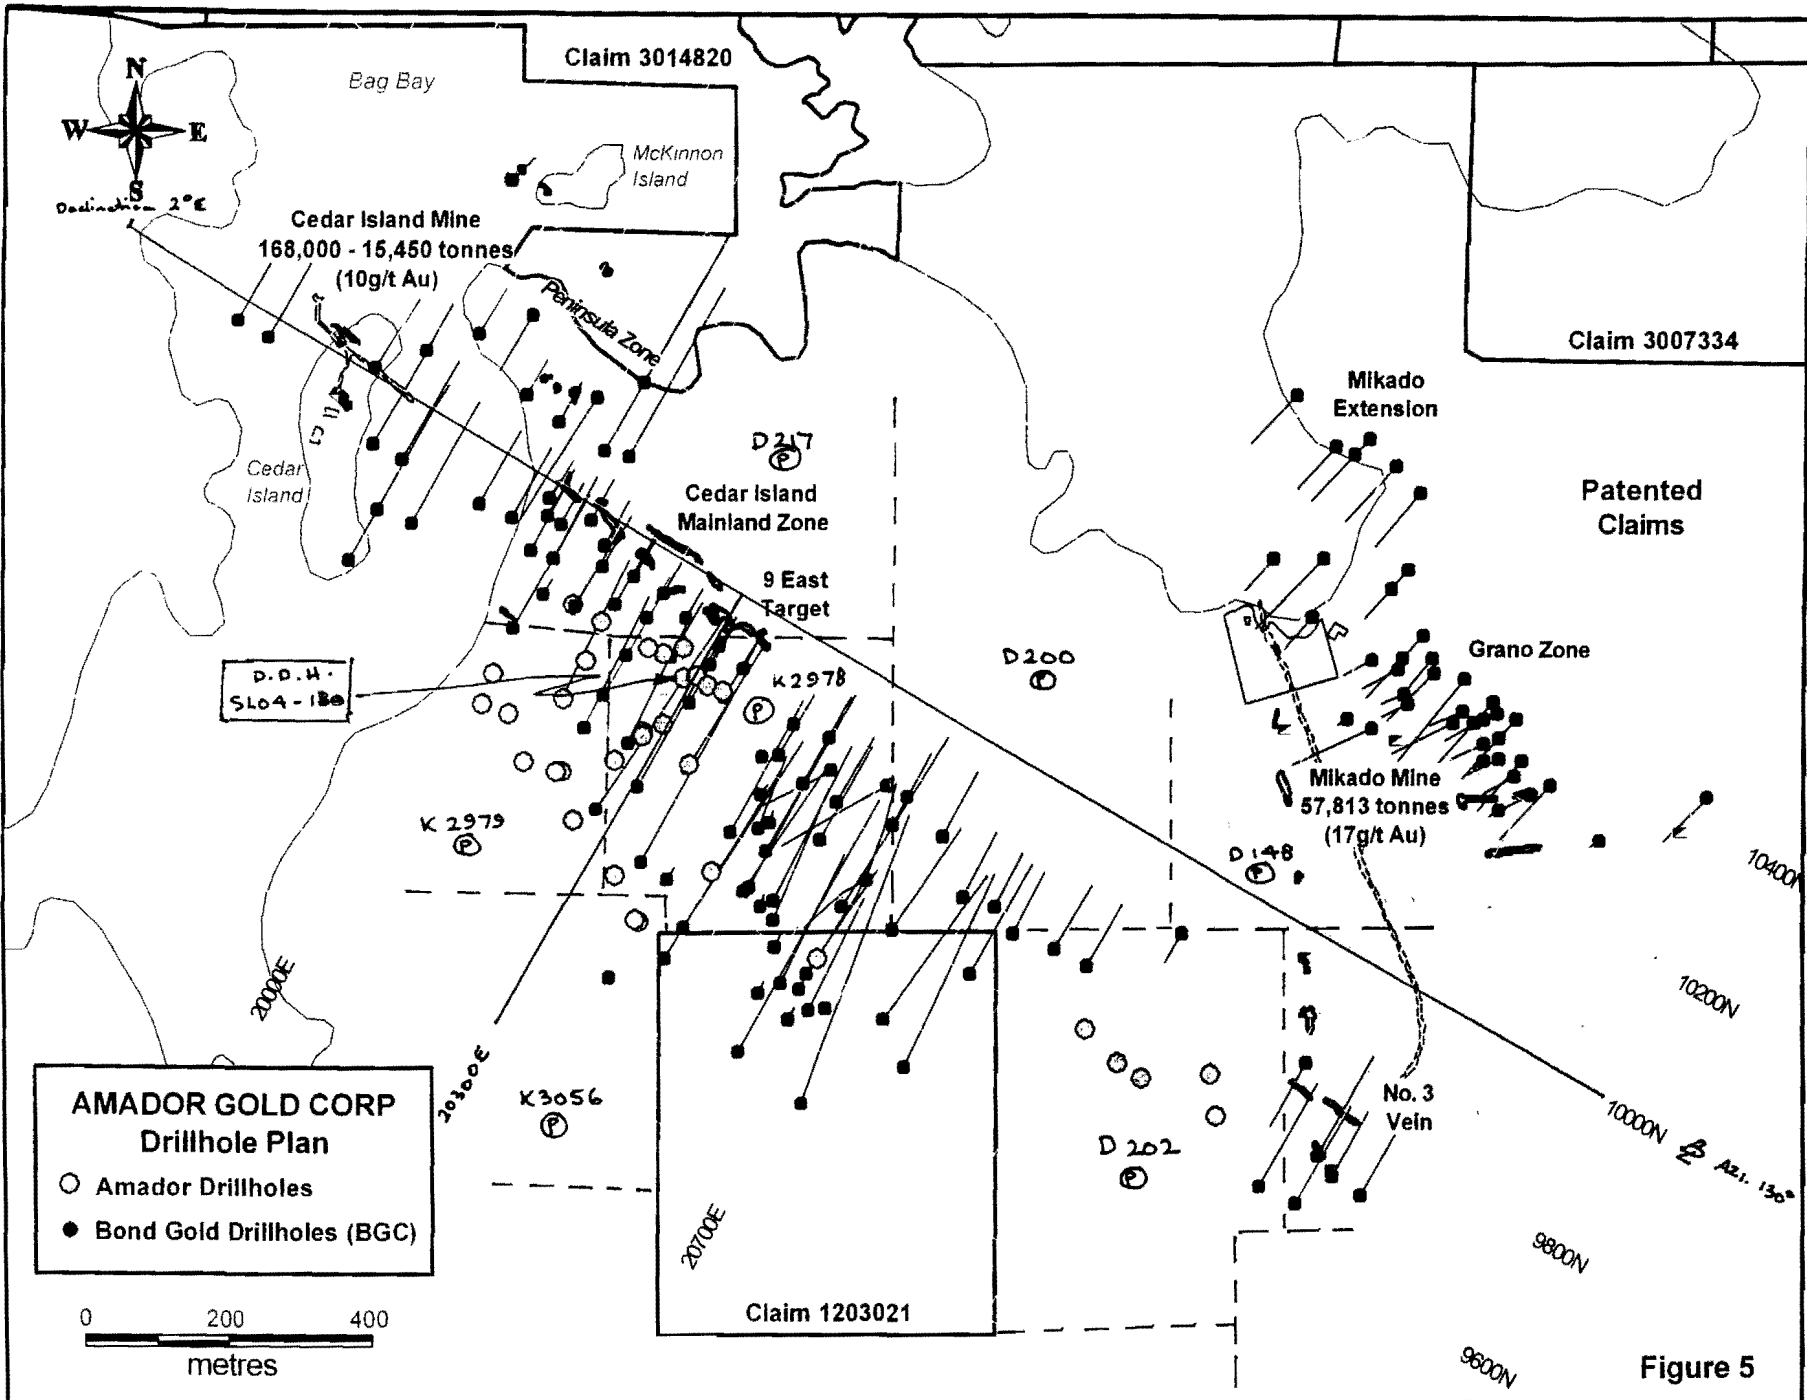 Claim 3014820
Bag Bay
N
W
E
S
McKinnon
Island
Declination 2°E
Cedar Island Mine
168,000 - 15,450 tonnes
(10g/t Au)
Peninsula Zone
Claim 3007334
Mikado
Extension
D217
P
Cedar
Island
Cedar Island
Mainland Zone
Patented
Claims
9 East
Target
Grano Zone
D200
P
D.D.H.
SL04-
K2978
P
Mikado Mine
57,813 tonnes
(17g/t Au)
K 2979
P
D148
P
10400N
20000E
10200N
20300E
AMADOR GOLD CORP
Drillhole Plan
Amador Drillholes
Bond Gold Drillholes (BGC)
K3056
P
No. 3
Vein
10000N
Azi. 130°
D 202
P
20700E
9800N
Claim 1203021
0 200 400
metres
9600N
Figure 5